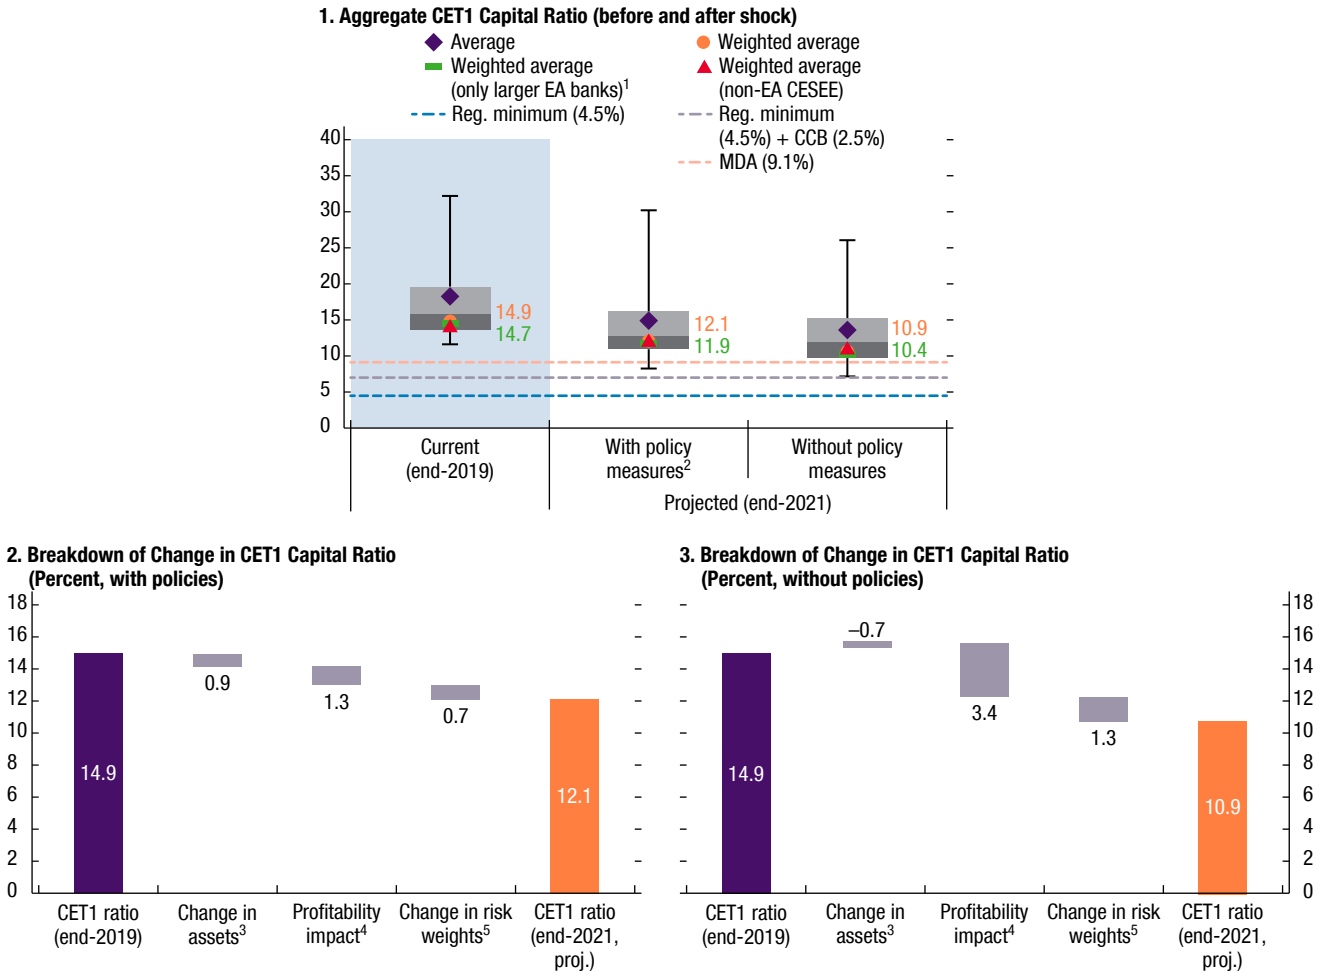 1. Aggregate CET1 Capital Ratio (before and after shock)
Average
Weighted average
Weighted average
(only larger EA banks)1
Weighted average
(non-EA CESEE)
Reg. minimum (4.5%)
Reg. minimum
(4.5%) + CCB (2.5%)
MDA (9.1%)
40
35
30
25
20
15
10
5
0
14.9
14.7
12.1
11.9
10.9
10.4
Current
(end-2019)
With policy
measures2
Without policy
measures
Projected (end-2021)
2. Breakdown of Change in CET1 Capital Ratio
(Percent, with policies)
18
16
14
12
10
8
6
4
2
0
14.9
0.9
1.3
0.7
12.1
CET1 ratio
(end-2019)
Change in
assets3
Profitability
impact4
Change in risk
weights5
CET1 ratio
(end-2021,
proj.)
3. Breakdown of Change in CET1 Capital Ratio
(Percent, without policies)
18
16
14
12
10
8
6
4
2
0
14.9
–0.7
3.4
1.3
10.9
CET1 ratio
(end-2019)
Change in
assets3
Profitability
impact4
Change in risk
weights5
CET1 ratio
(end-2021,
proj.)